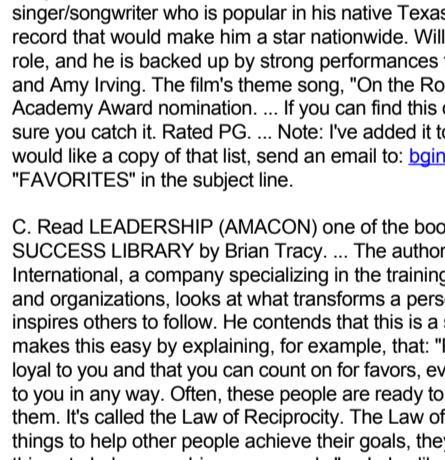 singer/songwriter who is popular in his native Texas
record that would make him a star nationwide. Will
role, and he is backed up by strong performances
and Amy Irving. The film's theme song, "On the Ro
Academy Award nomination. ... If you can find this
sure you catch it. Rated PG. ... Note: I've added it to
would like a copy of that list, send an email to: bgin
"FAVORITES" in the subject line.
C. Read LEADERSHIP (AMACON) one of the boo
SUCCESS LIBRARY by Brian Tracy. ... The author
International, a company specializing in the training
and organizations, looks at what transforms a pers
inspires others to follow. He contends that this is a
makes this easy by explaining, for example, that: "
loyal to you and that you can count on for favors, ev
to you in any way. Often, these people are ready to
them. It's called the Law of Reciprocity. The Law of
things to help other people achieve their goals, the